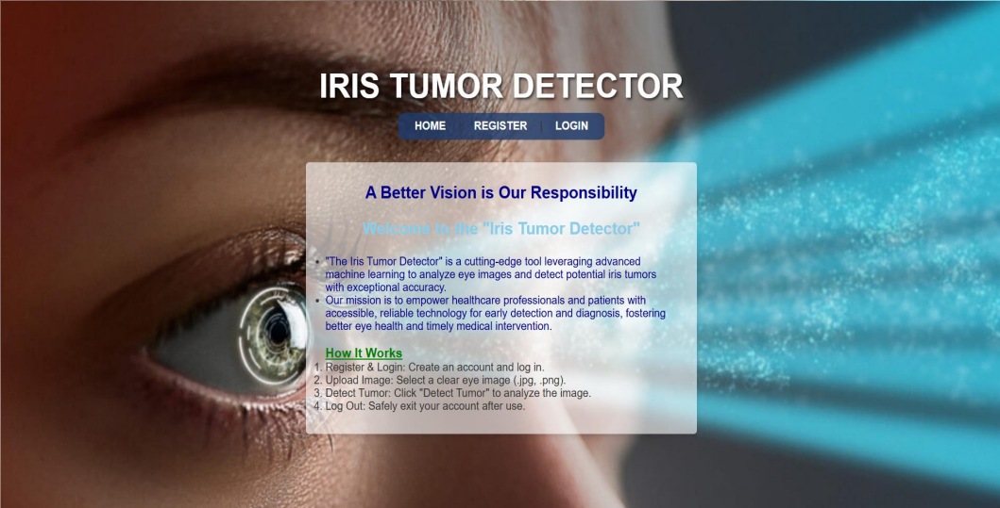 IRIS TUMOR DETECTOR
HOME | REGISTER | LOGIN
A Better Vision is Our Responsibility
Welcome to the "Iris Tumor Detector"
• "The Iris Tumor Detector" is a cutting-edge tool leveraging advanced
machine learning to analyze eye images and detect potential iris tumors
with exceptional accuracy.
• Our mission is to empower healthcare professionals and patients with
accessible, reliable technology for early detection and diagnosis, fostering
better eye health and timely medical intervention.
How It Works
1. Register & Login: Create an account and log in.
2. Upload Image: Select a clear eye image (.jpg, .png).
3. Detect Tumor: Click "Detect Tumor" to analyze the image.
4. Log Out: Safely exit your account after use.